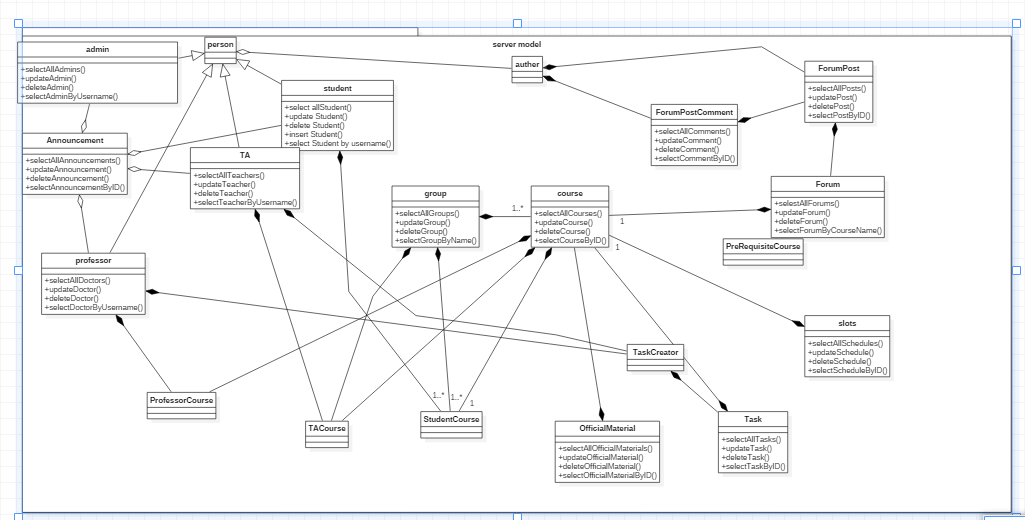 server model
person
admin
+selectAllAdmins()
+updateAdmin()
+deleteAdmin()
+selectAdminByUsername()
auther
ForumPost
+selectAllPosts()
+updatePost()
+deletePost()
+selectPostByID()
student
+select allStudent()
+update Student()
+delete Student()
+insert Student()
+select Student by username()
ForumPostComment
+selectAllComments()
+updateComment()
+deleteComment()
+selectCommentByID()
Announcement
+selectAllAnnouncements()
+updateAnnouncement()
+deleteAnnouncement()
+selectAnnouncementByID()
TA
+selectAllTeachers()
+updateTeacher()
+deleteTeacher()
+selectTeacherByUsername()
group
+selectAllGroups()
+updateGroup()
+deleteGroup()
+selectGroupByName()
1..*
course
+selectAllCourses()
+updateCourse()
+deleteCourse()
+selectCourseByID()
1
1
Forum
+selestAllForums()
+updateForum()
+deleteForum()
+selectForumByCourseName()
PreRequisiteCourse
professor
+selectAllDoctors()
+updateDoctor()
+deleteDoctor()
+selectDoctorByUsername()
slots
+selectAllSchedules()
+updateSchedule()
+deleteSchedule()
+selectScheduleByID()
TaskCreator
ProfessorCourse
TACourse
1..*
1..*
1
StudentCourse
OfficialMaterial
+selectAllOfficialMaterials()
+updateOfficialMaterial()
+deleteOfficialMaterial()
+selectOfficialMaterialByID()
Task
+selectAllTasks()
+updateTask()
+deleteTask()
+selectTaskByID()